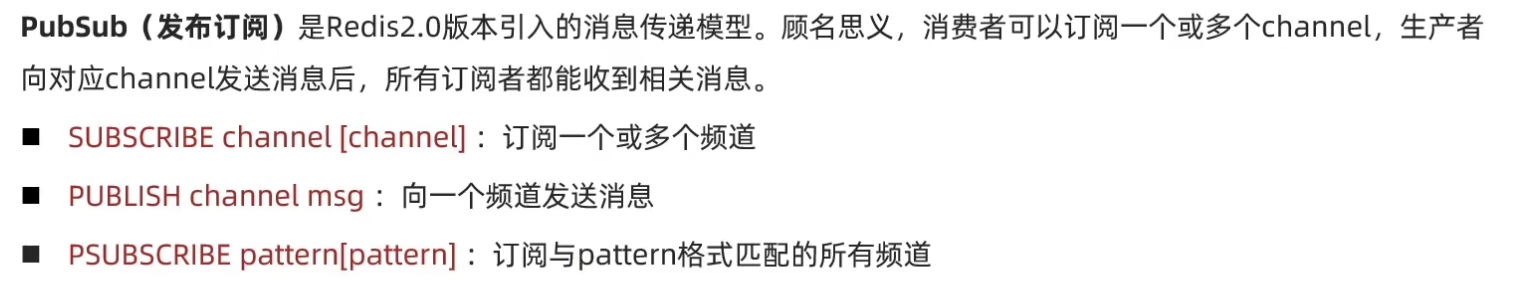 PubSub（发布订阅）是Redis2.0版本引入的消息传递模型。顾名思义，消费者可以订阅一个或多个channel，生产者
向对应channel发送消息后，所有订阅者都能收到相关消息。
■ SUBSCRIBE channel [channel] ：订阅一个或多个频道
■ PUBLISH channel msg ：向一个频道发送消息
■ PSUBSCRIBE pattern[pattern] ：订阅与pattern格式匹配的所有频道